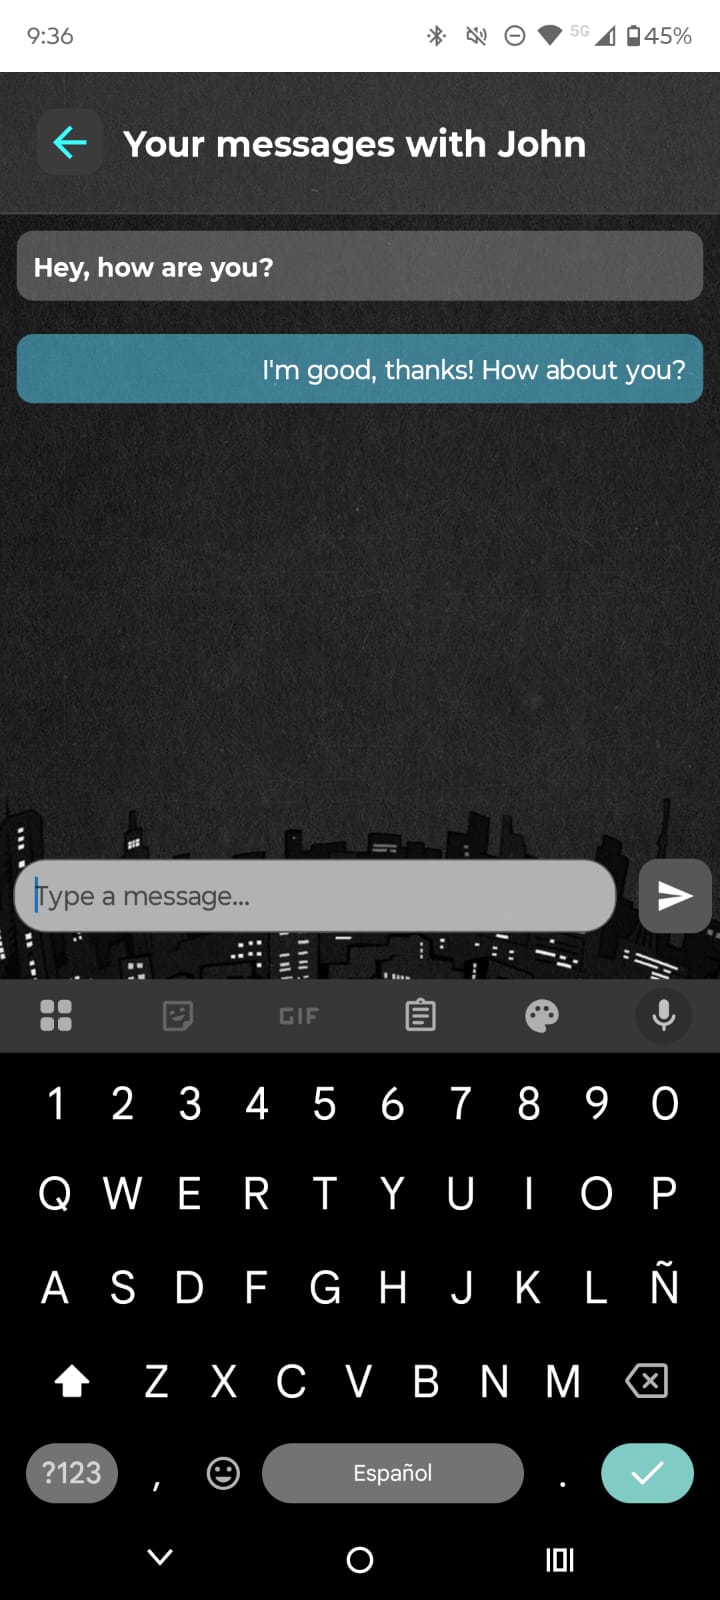 9:36 5G 45%
Your messages with John
Hey, how are you?
I'm good, thanks! How about you?
Type a message...
GIF
1 2 3 4 5 6 7 8 9 0
Q W E R T Y U I O P
A S D F G H J K L Ñ
Z X C V B N M
?123 , Español .